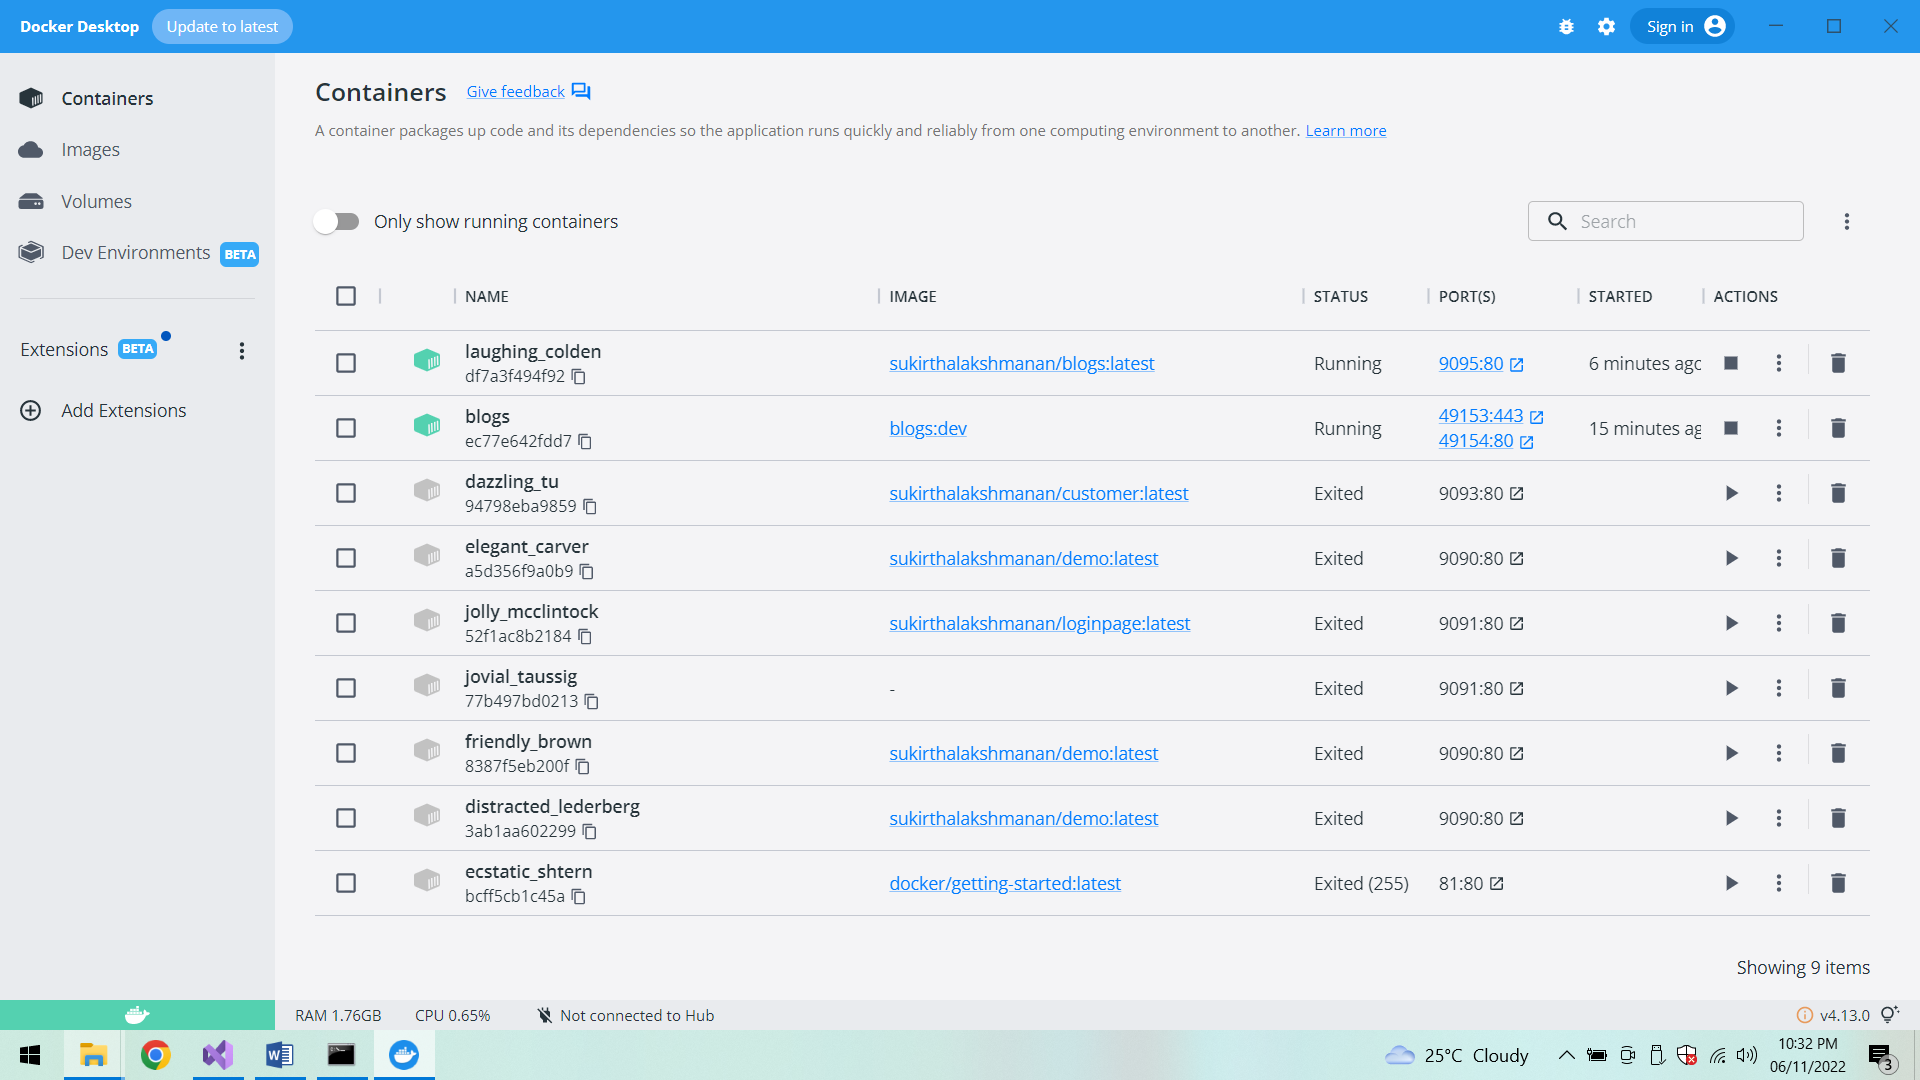 Docker Desktop Update to latest Sign in
Containers
Images
Volumes
Dev Environments BETA
Extensions BETA
Add Extensions
Containers Give feedback
A container packages up code and its dependencies so the application runs quickly and reliably from one computing environment to another. Learn more
Only show running containers Search
NAME IMAGE STATUS PORT(S) STARTED ACTIONS
laughing_colden
df7a3f494f92
sukirthalakshmanan/blogs:latest Running 9095:80 6 minutes agc
blogs
ec77e642fdd7
blogs:dev Running 49153:443
49154:80
15 minutes ag
dazzling_tu
94798eba9859
sukirthalakshmanan/customer:latest Exited 9093:80
elegant_carver
a5d356f9a0b9
sukirthalakshmanan/demo:latest Exited 9090:80
jolly_mcclintock
52f1ac8b2184
sukirthalakshmanan/loginpage:latest Exited 9091:80
jovial_taussig
77b497bd0213
- Exited 9091:80
friendly_brown
8387f5eb200f
sukirthalakshmanan/demo:latest Exited 9090:80
distracted_lederberg
3ab1aa602299
sukirthalakshmanan/demo:latest Exited 9090:80
ecstatic_shtern
bcff5cb1c45a
docker/getting-started:latest Exited (255) 81:80
Showing 9 items
RAM 1.76GB CPU 0.65% Not connected to Hub v4.13.0
25°C Cloudy
10:32 PM
06/11/2022
3